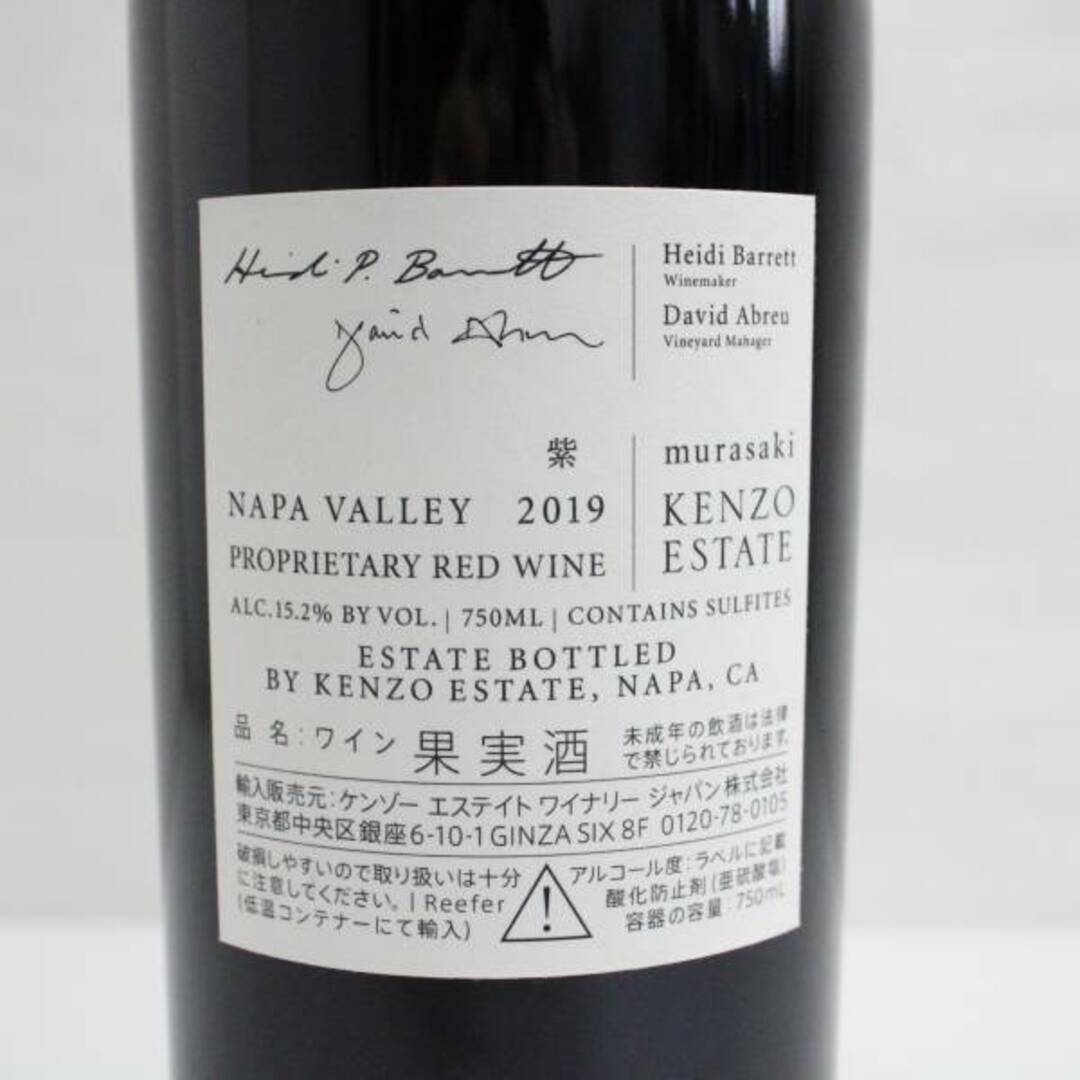 Heidi P. Barrett
David Abreu
Heidi Barrett
Winemaker
David Abreu
Vineyard Manager
紫
NAPA VALLEY 2019
PROPRIETARY RED WINE
murasaki
KENZO
ESTATE
ALC.15.2% BY VOL. | 750ML | CONTAINS SULFITES
ESTATE BOTTLED
BY KENZO ESTATE, NAPA, CA
品 名:ワイン 果実酒
未成年の飲酒は法律
で禁じられております。
輸入販売元:ケンゾー エステイト ワイナリー ジャパン株式会社
東京都中央区銀座6-10-1 GINZA SIX 8F 0120-78-0105
破損しやすいので取り扱いは十分
に注意してください。 | Reefer
(低温コンテナーにて輸入)
!
アルコール度:ラベルに記載
酸化防止剤(亜硫酸塩)
容器の容量:750mL